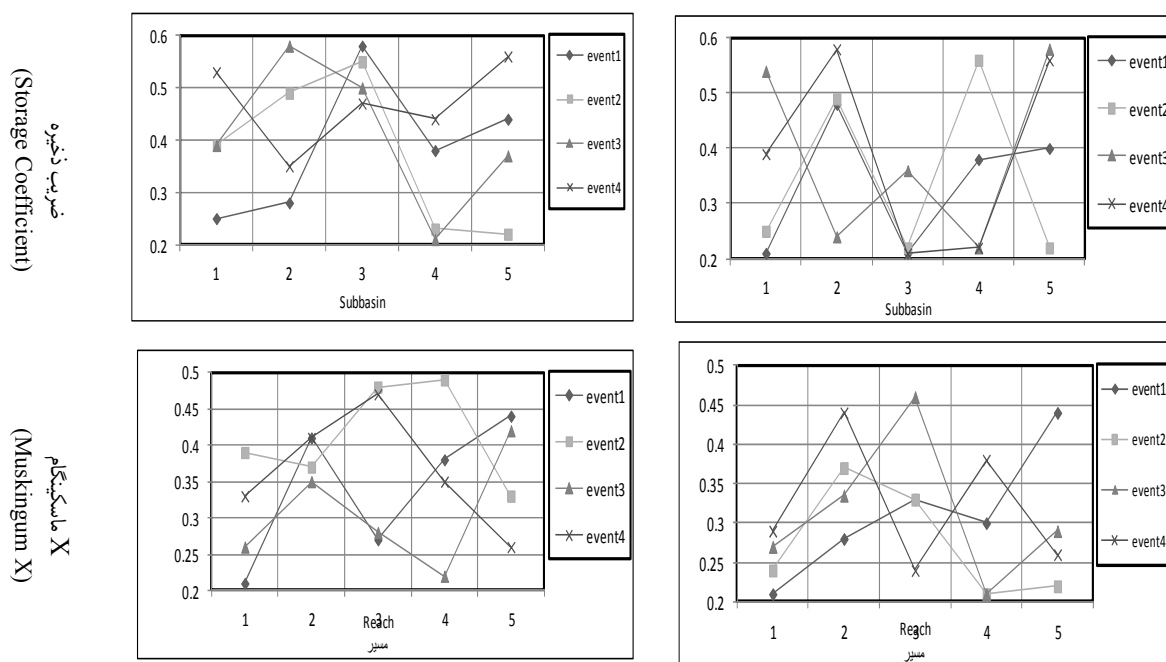 ضریب ذخیره
(Storage Coefficient)
0.6
0.5
0.4
0.3
0.2
1 2 3 4 5
Subbasin
event1
event2
event3
event4
0.6
0.5
0.4
0.3
0.2
1 2 3 4 5
Subbasin
event1
event2
event3
event4
X ماسکینگام
(Muskingum X)
0.5
0.45
0.4
0.35
0.3
0.25
0.2
1 2 3 4 5
Reach
مسیر
event1
event2
event3
event4
0.5
0.45
0.4
0.35
0.3
0.25
0.2
1 2 3 4 5
Reach
مسیر
event1
event2
event3
event4